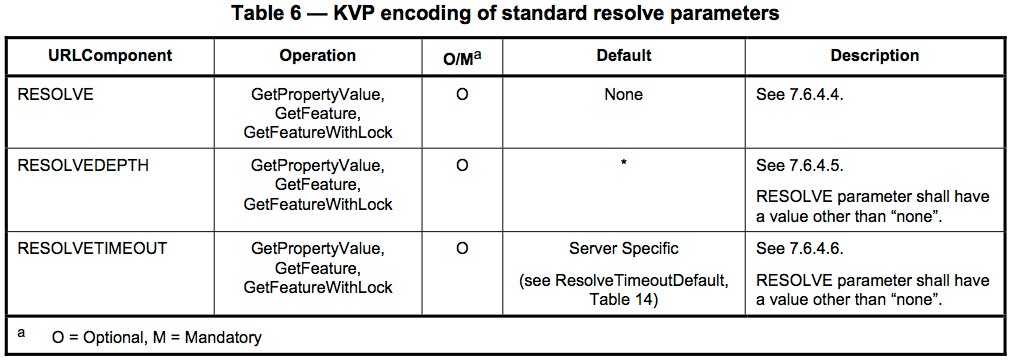 Table 6 — KVP encoding of standard resolve parameters
URLComponent Operation O/Mª Default Description
RESOLVE GetPropertyValue, O None See 7.6.4.4.
GetFeature,
GetFeatureWithLock
RESOLVEDEPTH GetPropertyValue, O * See 7.6.4.5.
GetFeature, RESOLVE parameter shall have
GetFeatureWithLock a value other than “none”.
RESOLVETIMEOUT GetPropertyValue, O Server Specific See 7.6.4.6.
GetFeature, (see ResolveTimeoutDefault, RESOLVE parameter shall have
GetFeatureWithLock Table 14) a value other than “none”.
a O = Optional, M = Mandatory